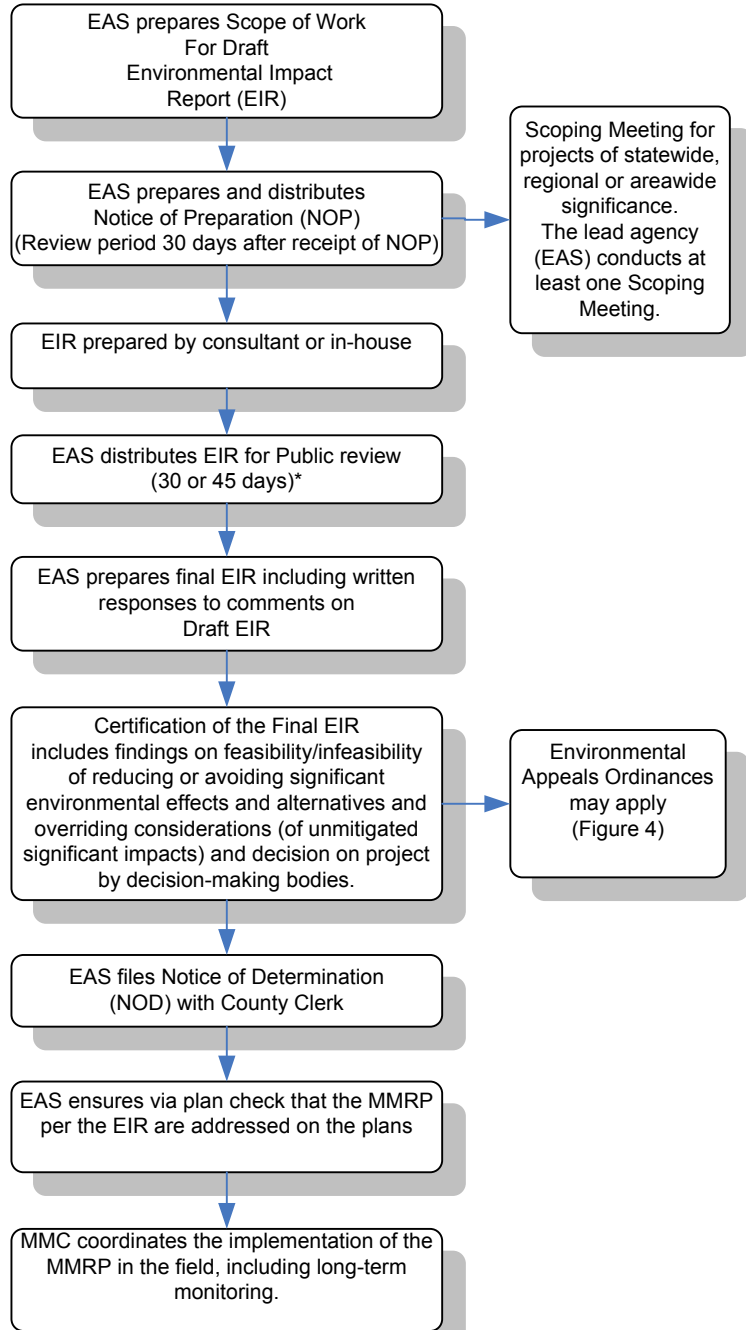 EAS prepares Scope of Work
For Draft
Environmental Impact
Report (EIR)
EAS prepares and distributes
Notice of Preparation (NOP)
(Review period 30 days after receipt of NOP)
Scoping Meeting for
projects of statewide,
regional or areawide
significance.
The lead agency
(EAS) conducts at
least one Scoping
Meeting.
EIR prepared by consultant or in-house
EAS distributes EIR for Public review
(30 or 45 days)*
EAS prepares final EIR including written
responses to comments on
Draft EIR
Certification of the Final EIR
includes findings on feasibility/infeasibility
of reducing or avoiding significant
environmental effects and alternatives and
overriding considerations (of unmitigated
significant impacts) and decision on project
by decision-making bodies.
Environmental
Appeals Ordinances
may apply
(Figure 4)
EAS files Notice of Determination
(NOD) with County Clerk
EAS ensures via plan check that the MMRP
per the EIR are addressed on the plans
MMC coordinates the implementation of the
MMRP in the field, including long-term
monitoring.